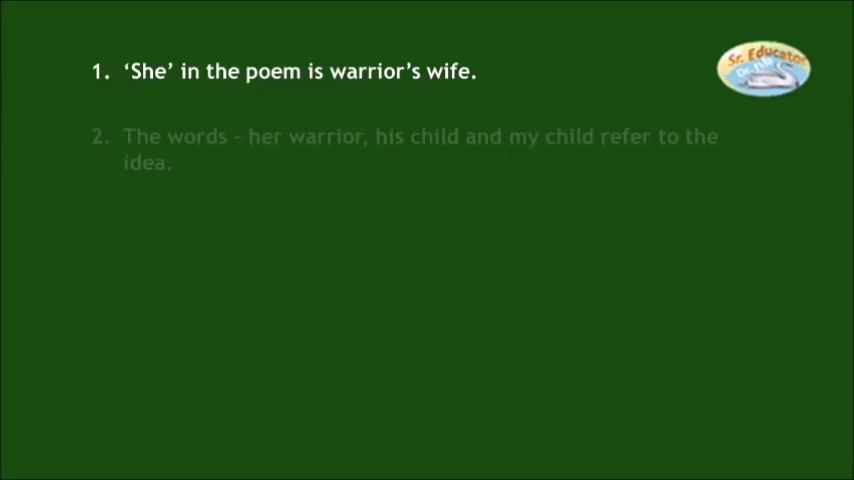 1. ‘She’ in the poem is warrior’s wife.
Sr. Educator
2. The words – her warrior, his child and my child refer to the
idea.